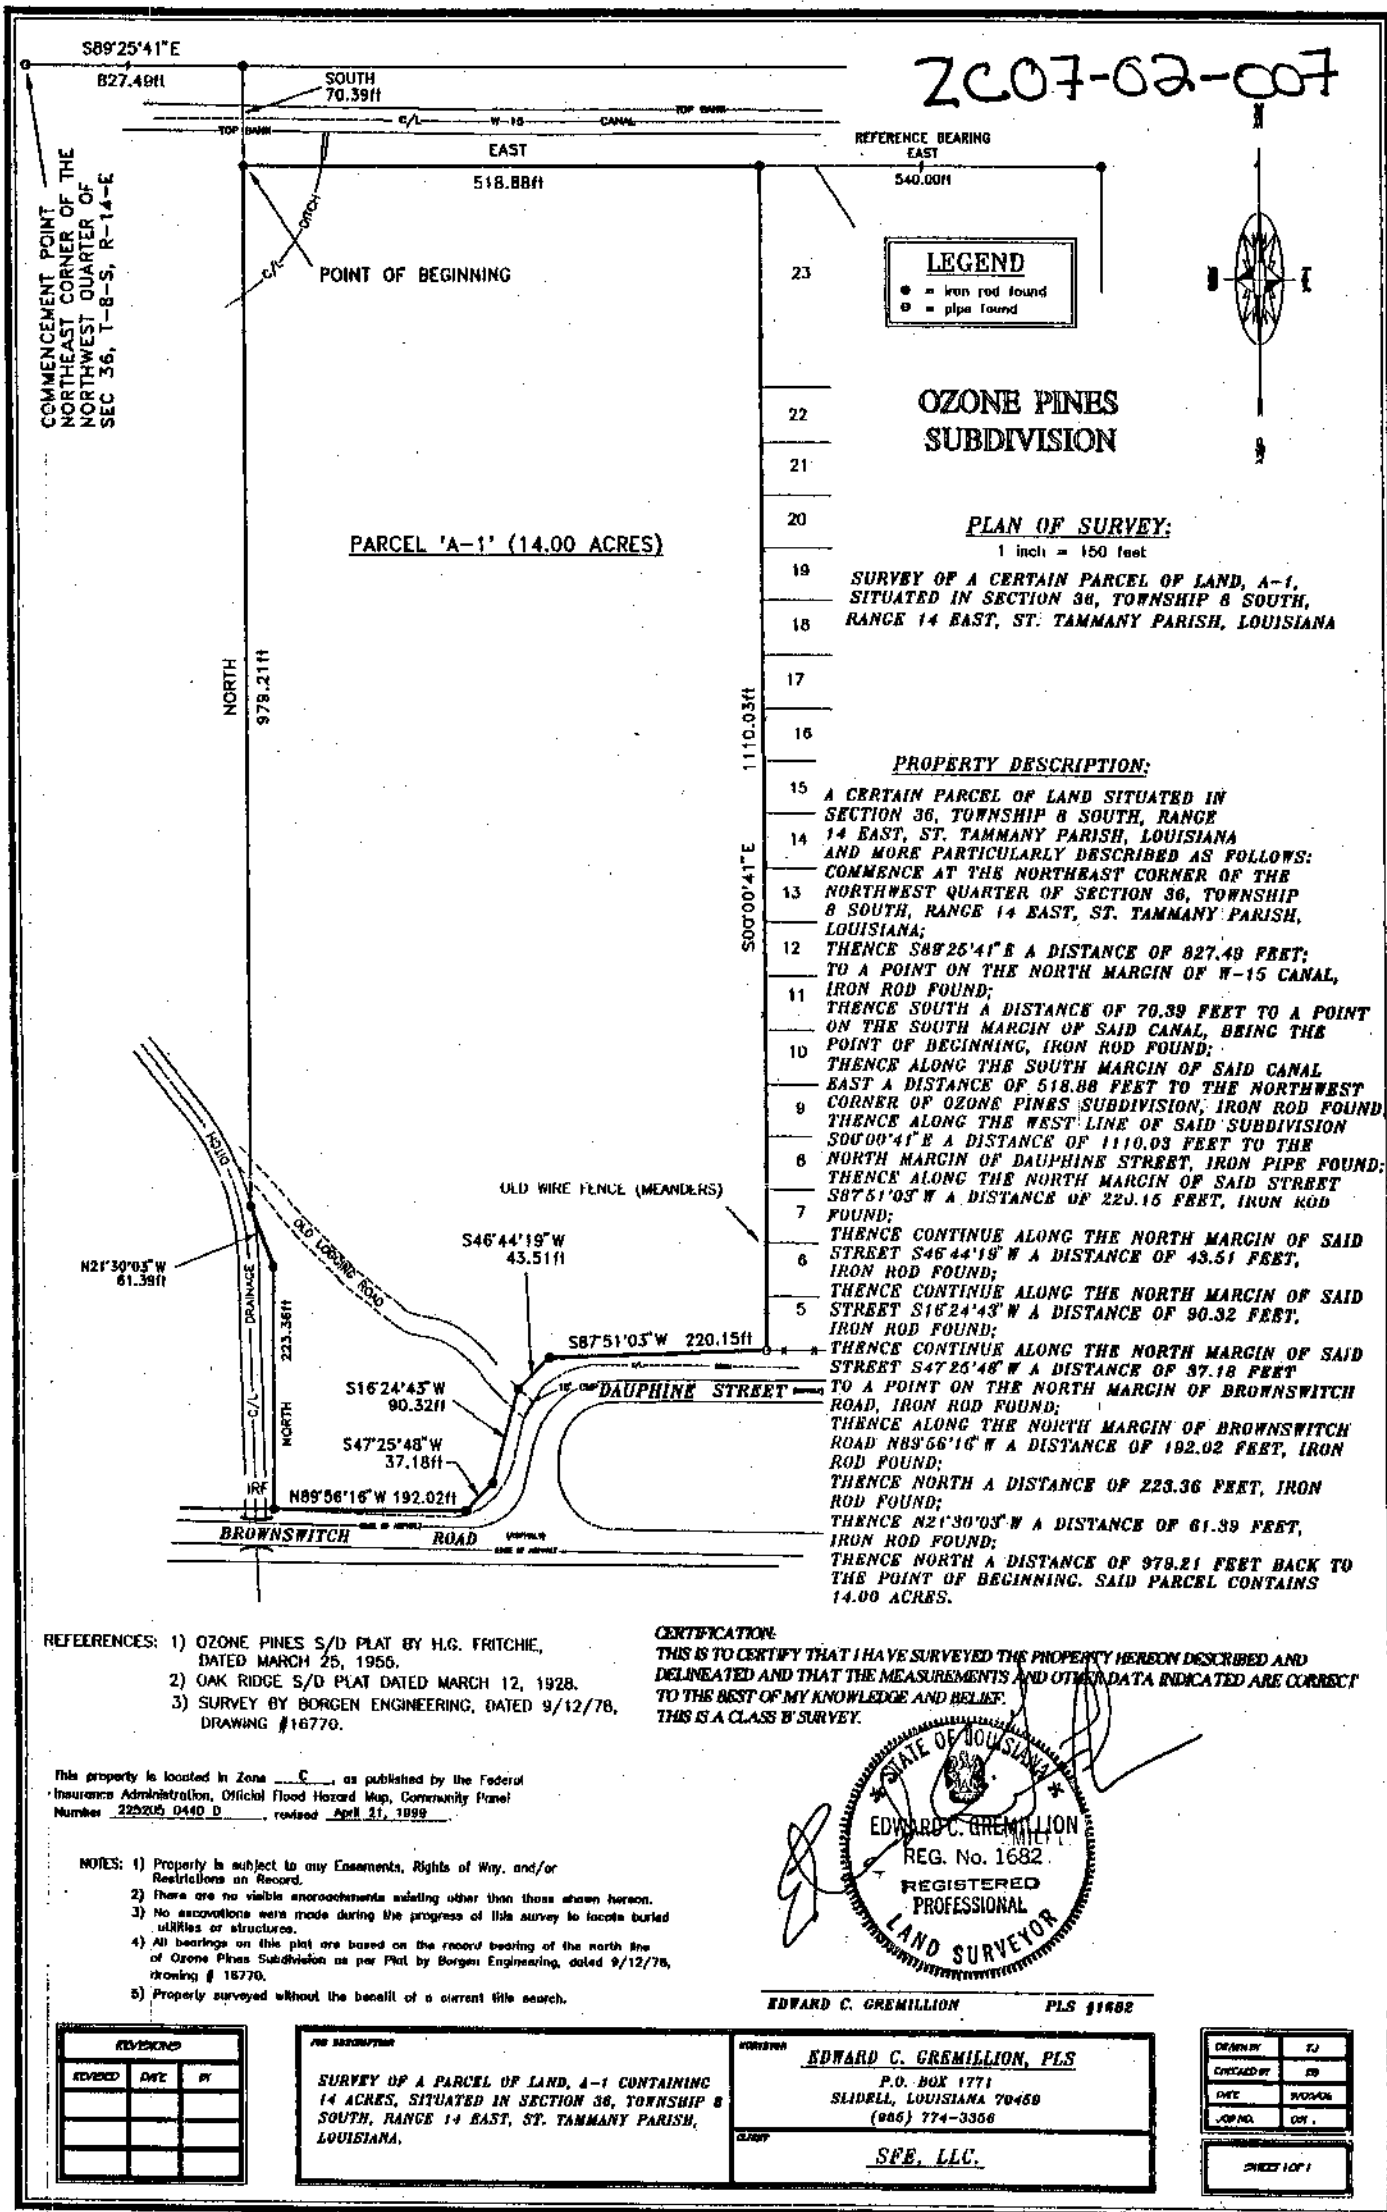 S89°25'41"E
827.49ft
ZC07-02-007
SOUTH
70.39ft
TOP BANK
C/L W-15 CANAL
TOP BANK
REFERENCE BEARING
EAST
540.00ft
EAST
518.88ft
COMMENCEMENT POINT
NORTHEAST CORNER OF THE
NORTHWEST QUARTER OF
SEC 36, T-8-S, R-14-E
C/L DITCH
POINT OF BEGINNING
LEGEND
= iron rod found
= pipe found
E
23
22
21
20
19
18
17
16
15
14
13
12
11
10
9
8
7
6
5
OZONE PINES
SUBDIVISION
PARCEL 'A-1' (14.00 ACRES)
PLAN OF SURVEY:
1 inch = 150 feet
SURVEY OF A CERTAIN PARCEL OF LAND, A-1,
SITUATED IN SECTION 36, TOWNSHIP 8 SOUTH,
RANGE 14 EAST, ST. TAMMANY PARISH, LOUISIANA
NORTH
979.21ft
S00°00'41"E 1110.03ft
PROPERTY DESCRIPTION:
A CERTAIN PARCEL OF LAND SITUATED IN
SECTION 36, TOWNSHIP 8 SOUTH, RANGE
14 EAST, ST. TAMMANY PARISH, LOUISIANA
AND MORE PARTICULARLY DESCRIBED AS FOLLOWS:
COMMENCE AT THE NORTHEAST CORNER OF THE
NORTHWEST QUARTER OF SECTION 36, TOWNSHIP
8 SOUTH, RANGE 14 EAST, ST. TAMMANY PARISH,
LOUISIANA;
THENCE S89°25'41"E A DISTANCE OF 827.49 FEET;
TO A POINT ON THE NORTH MARGIN OF W-15 CANAL,
IRON ROD FOUND;
THENCE SOUTH A DISTANCE OF 70.39 FEET TO A POINT
ON THE SOUTH MARGIN OF SAID CANAL, BEING THE
POINT OF BEGINNING, IRON ROD FOUND;
THENCE ALONG THE SOUTH MARGIN OF SAID CANAL
EAST A DISTANCE OF 518.88 FEET TO THE NORTHWEST
CORNER OF OZONE PINES SUBDIVISION, IRON ROD FOUND;
THENCE ALONG THE WEST LINE OF SAID SUBDIVISION
S00°00'41"E A DISTANCE OF 1110.03 FEET TO THE
NORTH MARGIN OF DAUPHINE STREET, IRON PIPE FOUND;
THENCE ALONG THE NORTH MARGIN OF SAID STREET
S87°51'03"W A DISTANCE OF 220.15 FEET, IRON ROD
FOUND;
THENCE CONTINUE ALONG THE NORTH MARGIN OF SAID
STREET S46°44'19"W A DISTANCE OF 43.51 FEET,
IRON ROD FOUND;
THENCE CONTINUE ALONG THE NORTH MARGIN OF SAID
STREET S16°24'43"W A DISTANCE OF 90.32 FEET,
IRON ROD FOUND;
THENCE CONTINUE ALONG THE NORTH MARGIN OF SAID
STREET S47°25'48"W A DISTANCE OF 37.18 FEET
TO A POINT ON THE NORTH MARGIN OF BROWNSWITCH
ROAD, IRON ROD FOUND;
THENCE ALONG THE NORTH MARGIN OF BROWNSWITCH
ROAD N89°56'16"W A DISTANCE OF 192.02 FEET, IRON
ROD FOUND;
THENCE NORTH A DISTANCE OF 223.36 FEET, IRON
ROD FOUND;
THENCE N21°30'03"W A DISTANCE OF 61.39 FEET,
IRON ROD FOUND;
THENCE NORTH A DISTANCE OF 979.21 FEET BACK TO
THE POINT OF BEGINNING. SAID PARCEL CONTAINS
14.00 ACRES.
DITCH
OLD LOGGING ROAD
OLD WIRE FENCE (MEANDERS)
N21°30'03"W
61.39ft
S46°44'19"W
43.51ft
C/L DRAINAGE
NORTH 223.36ft
S87°51'03"W 220.15ft
S16°24'43"W
90.32ft
DAUPHINE STREET
S47°25'48"W
37.18ft
IRF
N89°56'16"W 192.02ft
BROWNSWITCH ROAD
EDGE OF ASPHALT
EDGE OF ASPHALT
REFEERENCES: 1) OZONE PINES S/D PLAT BY H.G. FRITCHIE,
DATED MARCH 25, 1956.
2) OAK RIDGE S/D PLAT DATED MARCH 12, 1928.
3) SURVEY BY BORGEN ENGINEERING, DATED 9/12/78,
DRAWING #16770.
CERTIFICATION:
THIS IS TO CERTIFY THAT I HAVE SURVEYED THE PROPERTY HEREON DESCRIBED AND
DELINEATED AND THAT THE MEASUREMENTS AND OTHER DATA INDICATED ARE CORRECT
TO THE BEST OF MY KNOWLEDGE AND BELIEF.
THIS IS A CLASS 'B' SURVEY.
This property is located in Zone C, as published by the Federal
Insurance Administration, Official Flood Hazard Map, Community Panel
Number 225205 0440 D, revised April 21, 1999.
STATE OF LOUISIANA
EDWARD C. GREMILLION
REG. No. 1682
REGISTERED
PROFESSIONAL
LAND SURVEYOR
NOTES: 1) Property is subject to any Easements, Rights of Way, and/or
Restrictions on Record.
2) There are no visible encroachments existing other than those shown hereon.
3) No excavations were made during the progress of this survey to locate buried
utilities or structures.
4) All bearings on this plat are based on the record bearing of the north line
of Ozone Pines Subdivision as per Plat by Borgen Engineering, dated 9/12/78,
drawing # 16770.
5) Property surveyed without the benefit of a current title search.
EDWARD C. GREMILLION PLS #1682
REVISIONS
REVISED DATE BY
JOB DESCRIPTION
SURVEY OF A PARCEL OF LAND, A-1 CONTAINING
14 ACRES, SITUATED IN SECTION 36, TOWNSHIP 8
SOUTH, RANGE 14 EAST, ST. TAMMANY PARISH,
LOUISIANA,
SURVEYOR
EDWARD C. GREMILLION, PLS
P.O. BOX 1771
SLIDELL, LOUISIANA 70459
(985) 774-3356
CLIENT
SFE, LLC.
DRAWN BY TJ
CHECKED BY
DATE
JOB NO.
SHEET 1 OF 1